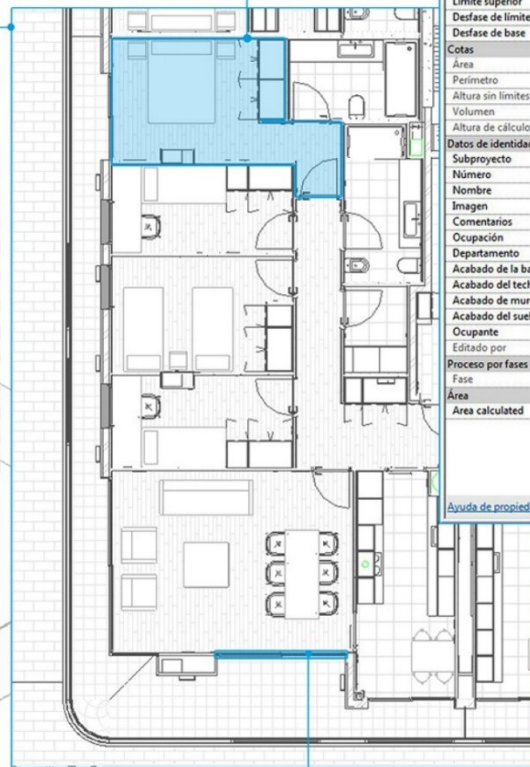 Límite superior
Desfase de límite
Desfase de base
Cotas
Área
Perímetro
Altura sin límites
Volumen
Altura de cálculo
Datos de identidad
Subproyecto
Número
Nombre
Imagen
Comentarios
Ocupación
Departamento
Acabado de la ba
Acabado del tech
Acabado de mur
Acabado del sue
Ocupante
Editado por
Proceso por fases
Fase
Área
Area calculated
Ayuda de propied